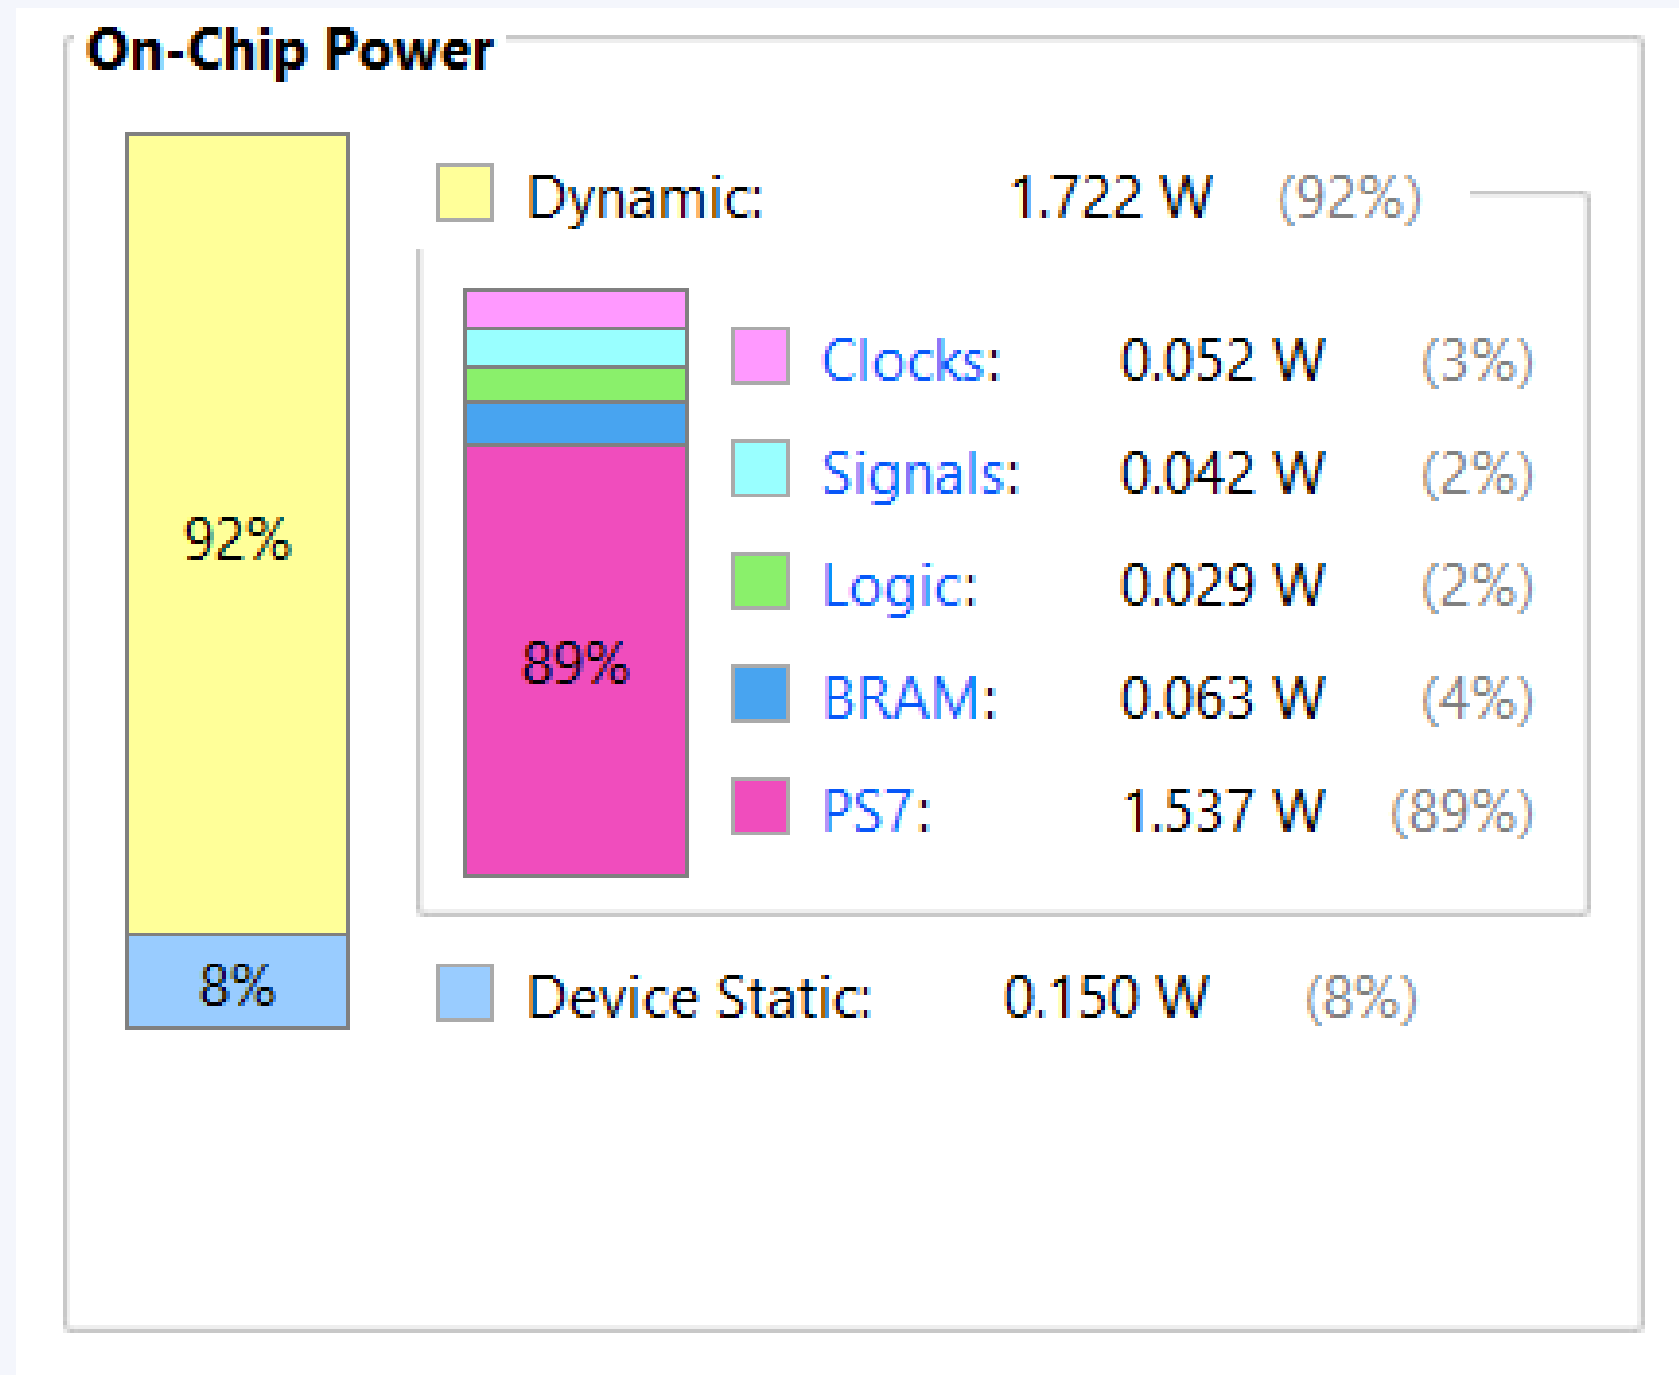 On-Chip Power
Dynamic: 1.722 W (92%)
Clocks: 0.052 W (3%)
Signals: 0.042 W (2%)
92%
Logic: 0.029 W (2%)
89%
BRAM: 0.063 W (4%)
PS7: 1.537 W (89%)
8%
Device Static: 0.150 W (8%)